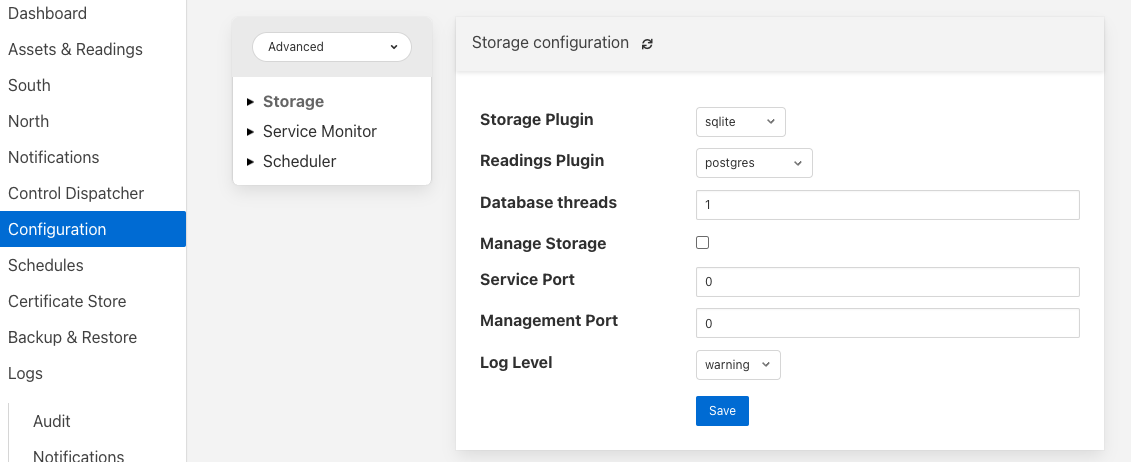 Dashboard
Assets & Readings
South
North
Notifications
Control Dispatcher
Configuration
Schedules
Certificate Store
Backup & Restore
Logs
Audit
Notifications
Advanced
Storage
Service Monitor
Scheduler
Storage configuration
Storage Plugin sqlite
Readings Plugin postgres
Database threads 1
Manage Storage
Service Port 0
Management Port 0
Log Level warning
Save